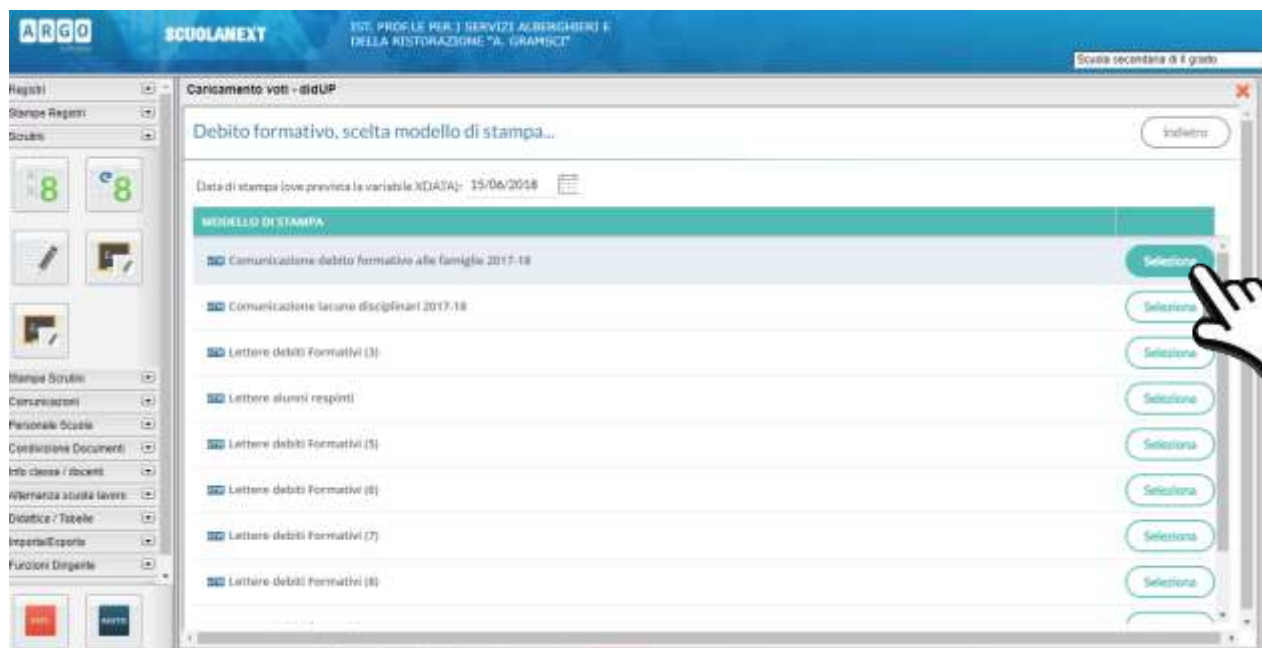 ARGO
SCUOLANEXT
IST. PROF.LE PER I SERVIZI ALBERGHIERI E
DELLA RISTORAZIONE "A. GRAMSCI"
Scuola secondaria di II grado
Registri
Stampe Registri
Scrutini
Stampe Scrutini
Comunicazioni
Personale Scuola
Condivisione Documenti
Info classe / docenti
Alternanza scuola lavoro
Didattica / Tabelle
Importa/Esporta
Funzioni Dirigente
ESCI
AIUTO
Caricamento voti - didUP
Debito formativo, scelta modello di stampa...
Indietro
Data di stampa (ove prevista la variabile XDATA): 15/06/2018
MODELLO DI STAMPA
Comunicazione debito formativo alle famiglie 2017-18
Seleziona
Comunicazione lacune disciplinari 2017-18
Seleziona
Lettere debiti Formativi (3)
Seleziona
Lettere alunni respinti
Seleziona
Lettere debiti Formativi (5)
Seleziona
Lettere debiti Formativi (6)
Seleziona
Lettere debiti Formativi (7)
Seleziona
Lettere debiti Formativi (8)
Seleziona